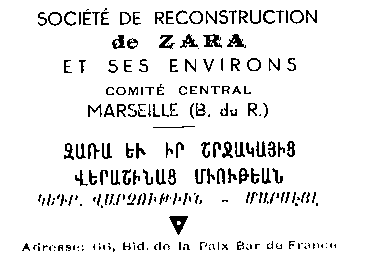 SOCIÉTÉ DE RECONSTRUCTION
de ZARA
ET SES ENVIRONS
COMITÉ CENTRAL
MARSEILLE (B. du R.)
ԶԱՌԱ ԵՒ ԻՐ ՇՐՋԱԿԱՅԻՑ
ՎԵՐԱՇԻՆԱՑ ՄԻՈՒԹԵԱՆ
ԿԵԴՐ. ՎԱՐՉՈՒԹԻՒՆ - ՄԱՐՍԷՅԼ
Adresse: 66, Bld. de la Paix Bar du France